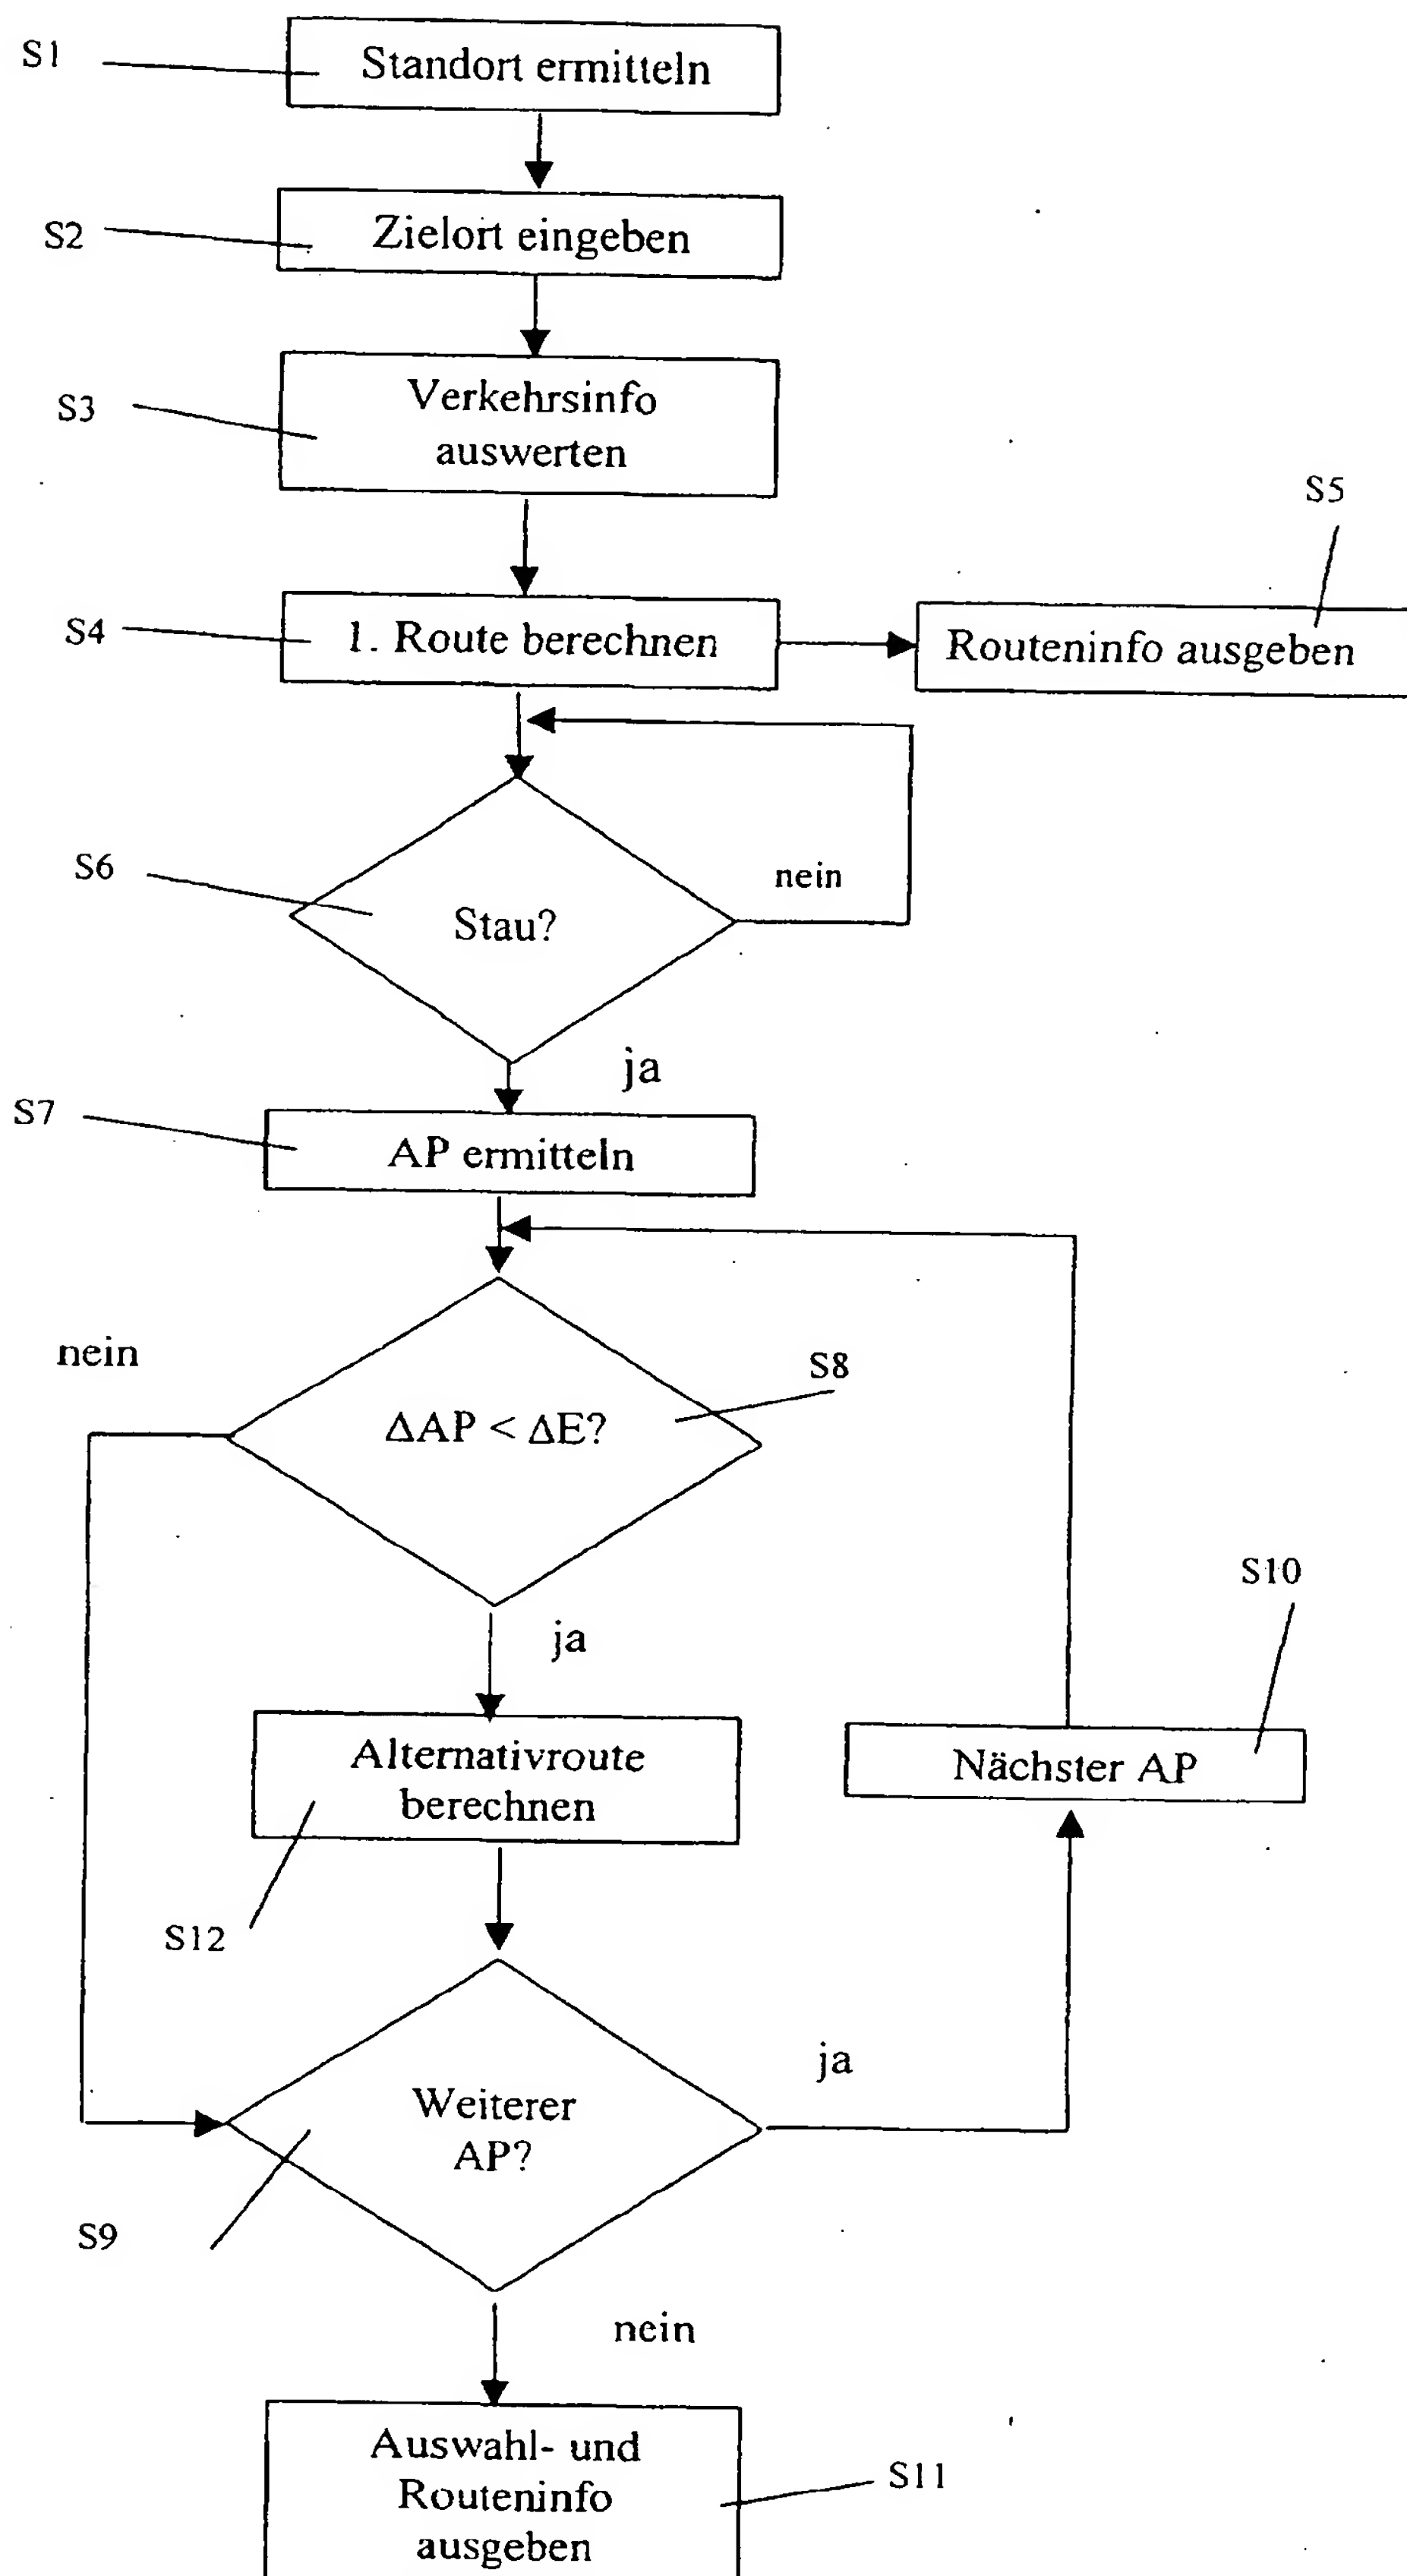 S1
Standort ermitteln
S2
Zielort eingeben
S3
Verkehrsinfo
auswerten
S5
S4
1. Route berechnen
Routeninfo ausgeben
S6
nein
Stau?
ja
S7
AP ermitteln
nein
S8
ΔAP < ΔE?
S10
ja
Alternativroute
berechnen
Nächster AP
S12
ja
Weiterer
AP?
S9
nein
Auswahl- und
Routeninfo
ausgeben
S11